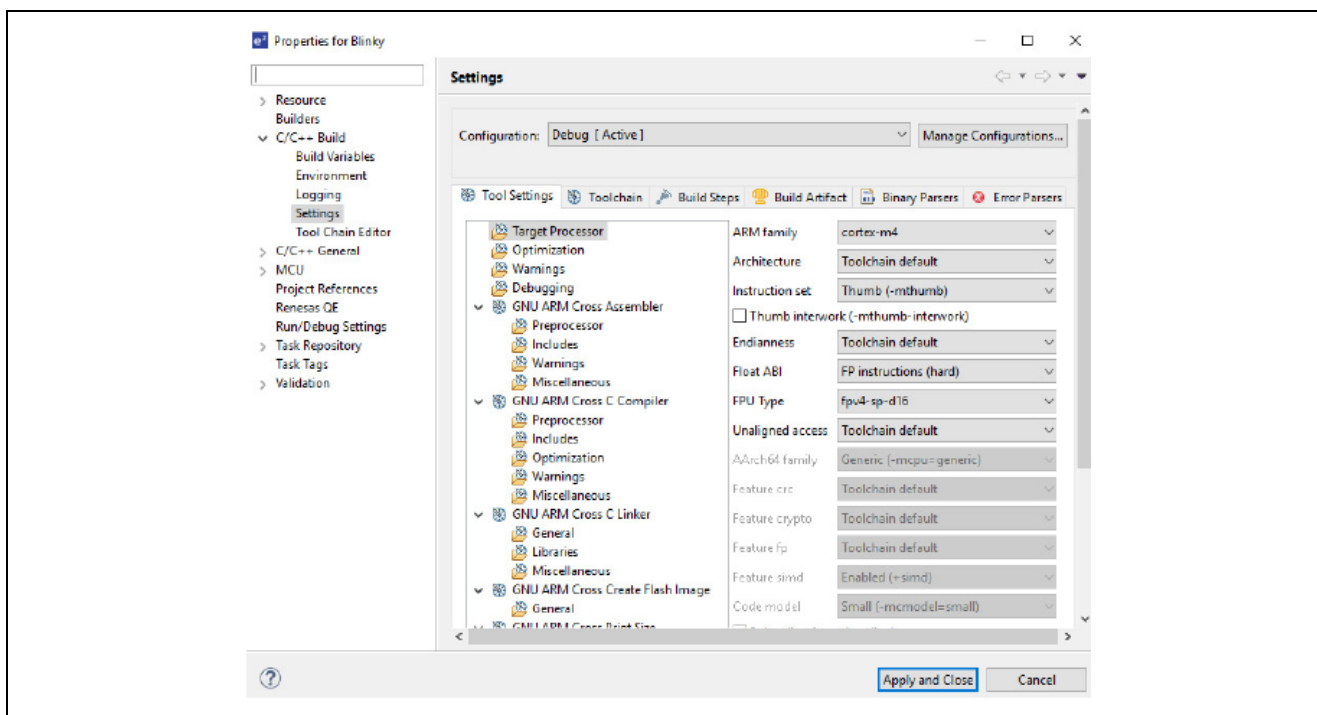 e² Properties for Blinky
Settings
Resource
Builders
C/C++ Build
Build Variables
Environment
Logging
Settings
Tool Chain Editor
C/C++ General
MCU
Project References
Renesas QE
Run/Debug Settings
Task Repository
Task Tags
Validation
Configuration: Debug [ Active ] Manage Configurations...
Tool Settings Toolchain Build Steps Build Artifact Binary Parsers Error Parsers
Target Processor
Optimization
Warnings
Debugging
GNU ARM Cross Assembler
Preprocessor
Includes
Warnings
Miscellaneous
GNU ARM Cross C Compiler
Preprocessor
Includes
Optimization
Warnings
Miscellaneous
GNU ARM Cross C Linker
General
Libraries
Miscellaneous
GNU ARM Cross Create Flash Image
General
GNU ARM Cross Print Size
ARM family cortex-m4
Architecture Toolchain default
Instruction set Thumb (-mthumb)
Thumb interwork (-mthumb-interwork)
Endianness Toolchain default
Float ABI FP instructions (hard)
FPU Type fpv4-sp-d16
Unaligned access Toolchain default
AArch64 family Generic (-mcpu=generic)
Feature crc Toolchain default
Feature crypto Toolchain default
Feature fp Toolchain default
Feature simd Enabled (+simd)
Code model Small (-mcmodel=small)
? Apply and Close Cancel